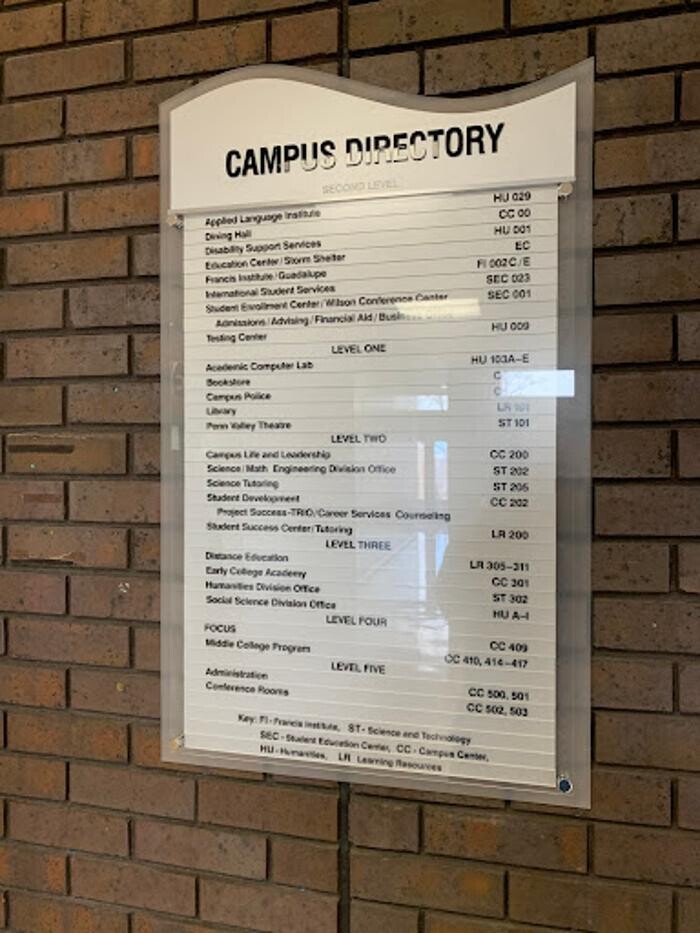 CAMPUS DIRECTORY
SECOND LEVEL
Applied Language Institute HU 029
Dining Hall CC 00
Disability Support Services HU 001
Education Center/Storm Shelter EC
Francis Institute/Guadalupe FI 002C/E
International Student Services SEC 023
Student Enrollment Center/Wilson Conference Center SEC 001
Admissions/Advising/Financial Aid/Business
Testing Center HU 009
LEVEL ONE
Academic Computer Lab HU 103A-E
Bookstore
Campus Police
Library LR 101
Penn Valley Theatre ST 101
LEVEL TWO
Campus Life and Leadership CC 200
Science/Math Engineering Division Office ST 202
Science Tutoring ST 205
Student Development CC 202
Project Success-TRIO/Career Services Counseling
Student Success Center/Tutoring LR 200
LEVEL THREE
Distance Education LR 305-311
Early College Academy CC 301
Humanities Division Office ST 302
Social Science Division Office HU A-I
LEVEL FOUR
FOCUS CC 409
Middle College Program CC 410, 414-417
LEVEL FIVE
Administration CC 500, 501
Conference Rooms CC 502, 503
Key: FI - Francis Institute, ST - Science and Technology
SEC - Student Education Center, CC - Campus Center,
HU - Humanities, LR Learning Resources